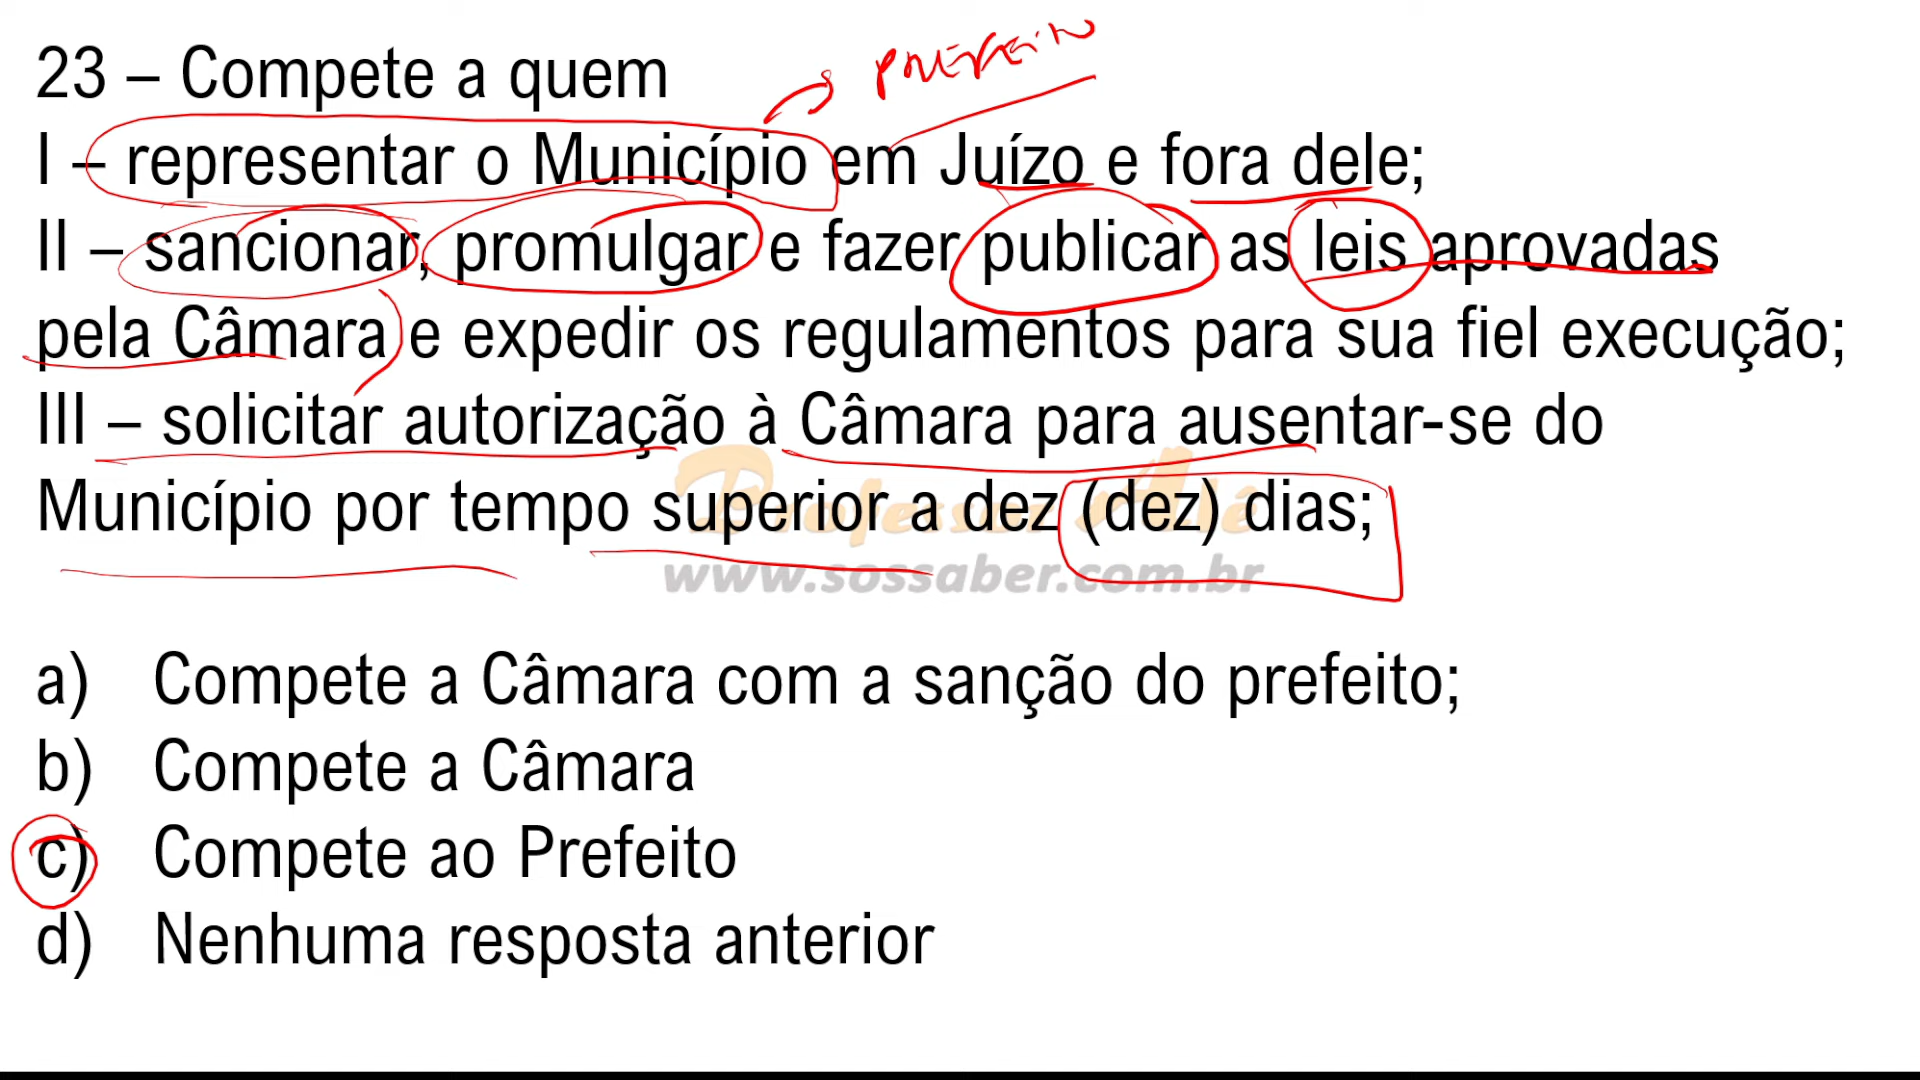 23 – Compete a quem
PREFEITO
I – representar o Município em Juízo e fora dele;
II – sancionar, promulgar e fazer publicar as leis aprovadas
pela Câmara e expedir os regulamentos para sua fiel execução;
III – solicitar autorização à Câmara para ausentar-se do
Município por tempo superior a dez (dez) dias;
Professor Alê
www.sossaber.com.br
a) Compete a Câmara com a sanção do prefeito;
b) Compete a Câmara
c) Compete ao Prefeito
d) Nenhuma resposta anterior